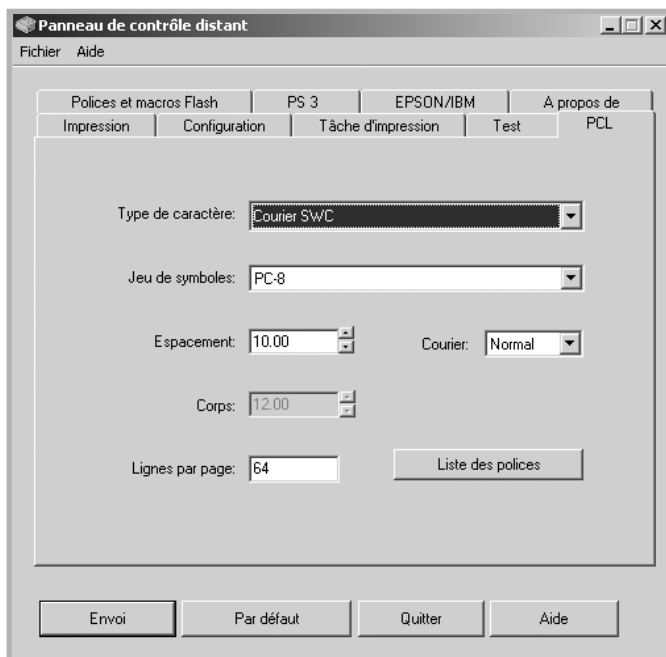 Panneau de contrôle distant
Fichier Aide
Polices et macros Flash PS 3 EPSON/IBM A propos de
Impression Configuration Tâche d'impression Test PCL
Type de caractère: Courier SWC
Jeu de symboles: PC-8
Espacement: 10.00 Courier: Normal
Corps: 12.00
Lignes par page: 64 Liste des polices
Envoi Par défaut Quitter Aide